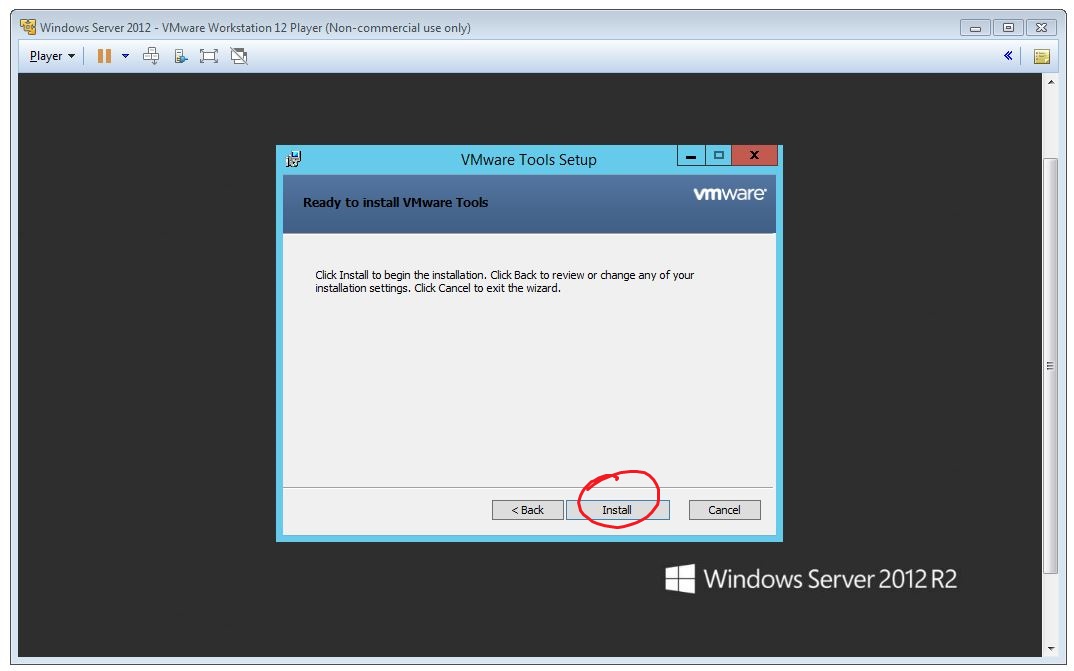 Windows Server 2012 - VMware Workstation 12 Player (Non-commercial use only)
Player
VMware Tools Setup
Ready to install VMware Tools
vmware
Click Install to begin the installation. Click Back to review or change any of your
installation settings. Click Cancel to exit the wizard.
< Back
Install
Cancel
Windows Server 2012 R2